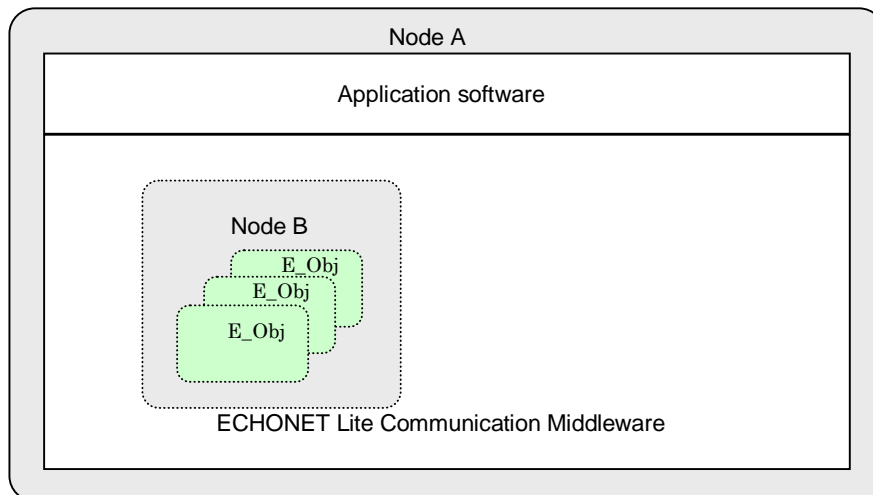 Node A
Application software
Node B
E_Obj
E_Obj
E_Obj
ECHONET Lite Communication Middleware